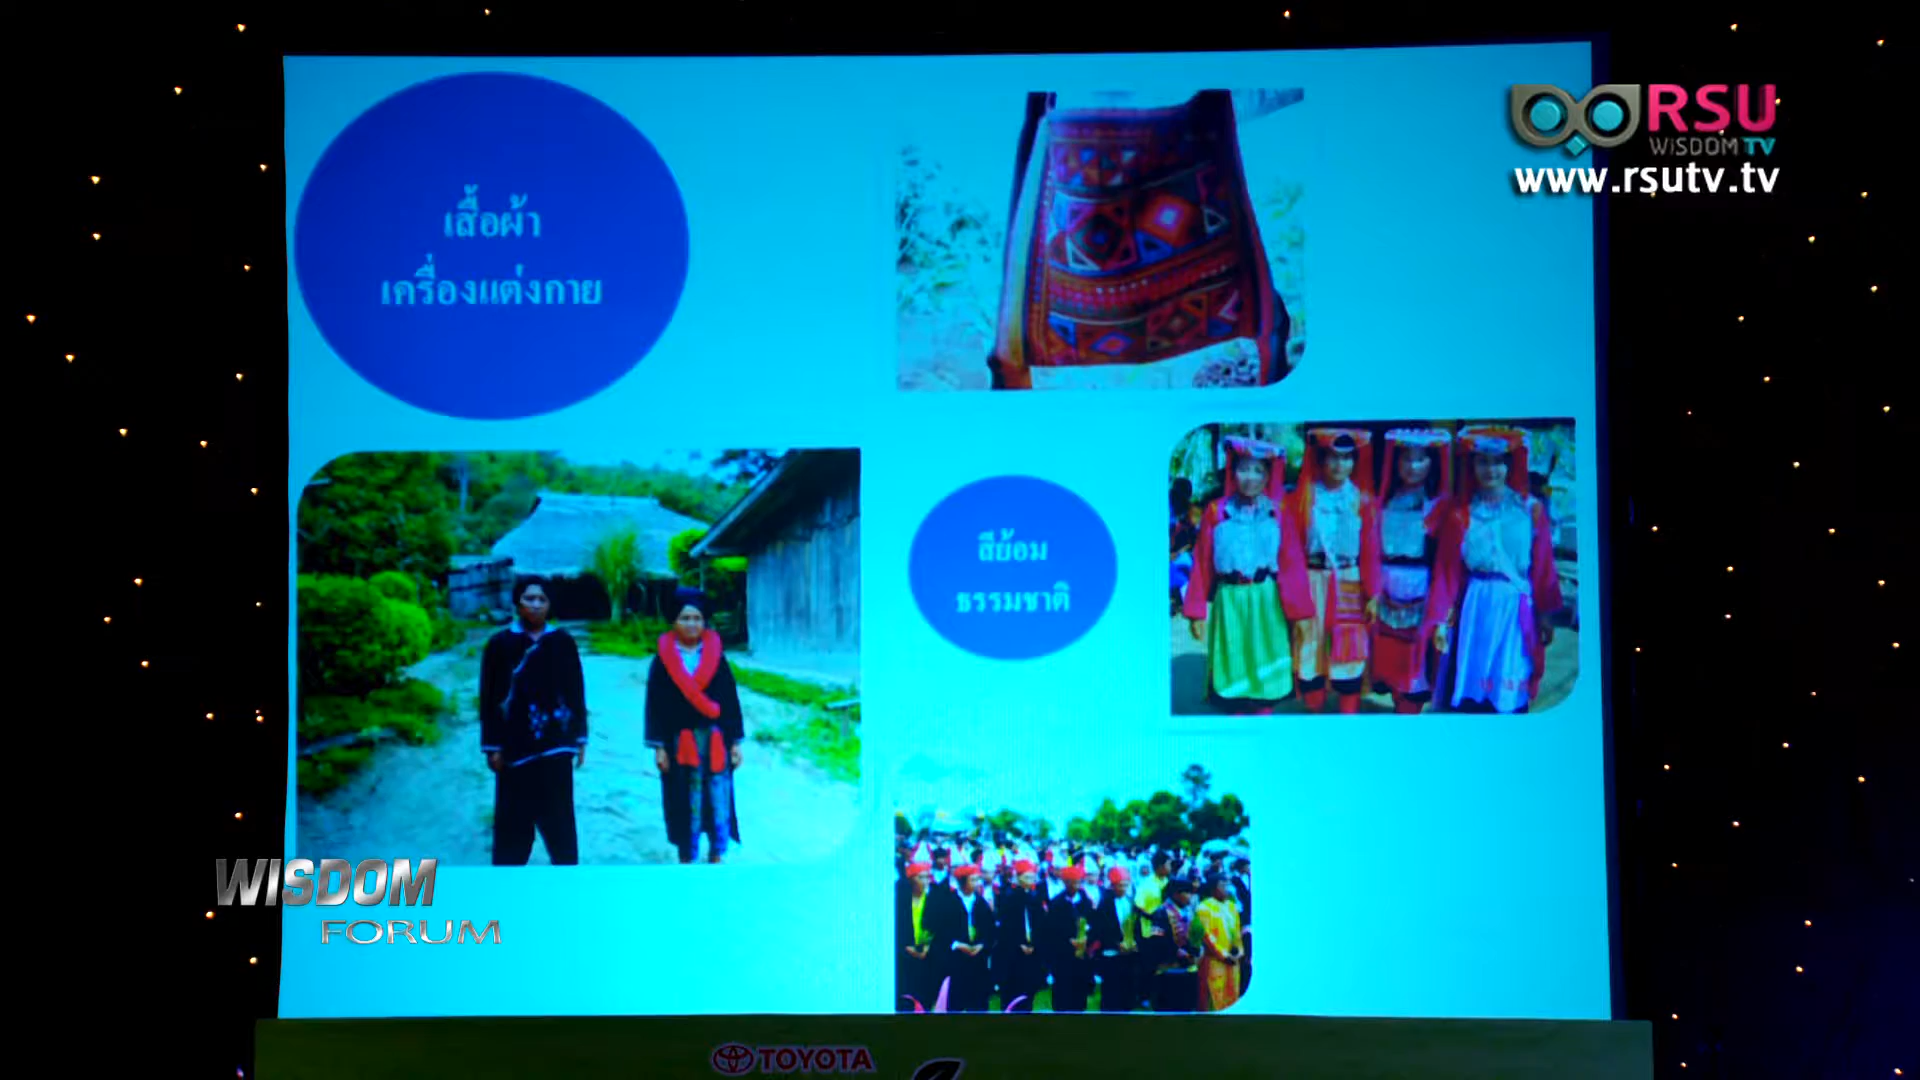 RSU
WISDOM TV
www.rsutv.tv
เสื้อผ้า
เครื่องแต่งกาย
สีย้อม
ธรรมชาติ
WISDOM
FORUM
TOYOTA